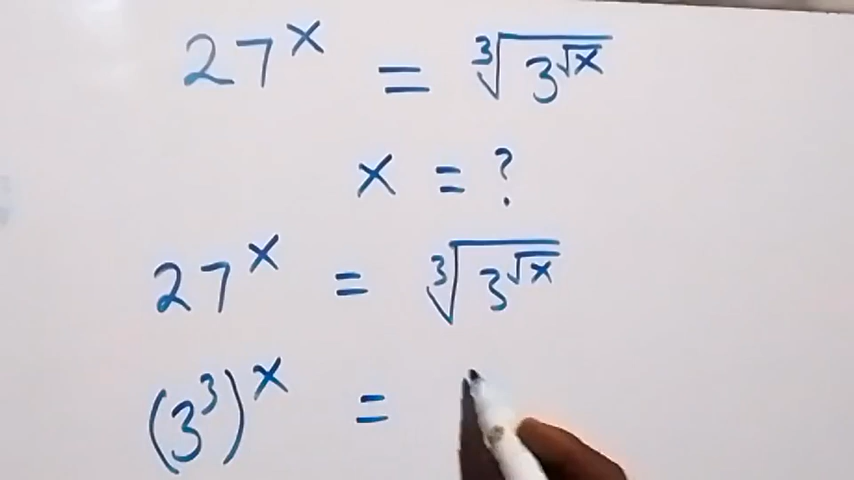 27^x = ∛(3^√x)
x = ?
27^x = ∛(3^√x)
(3^3)^x =